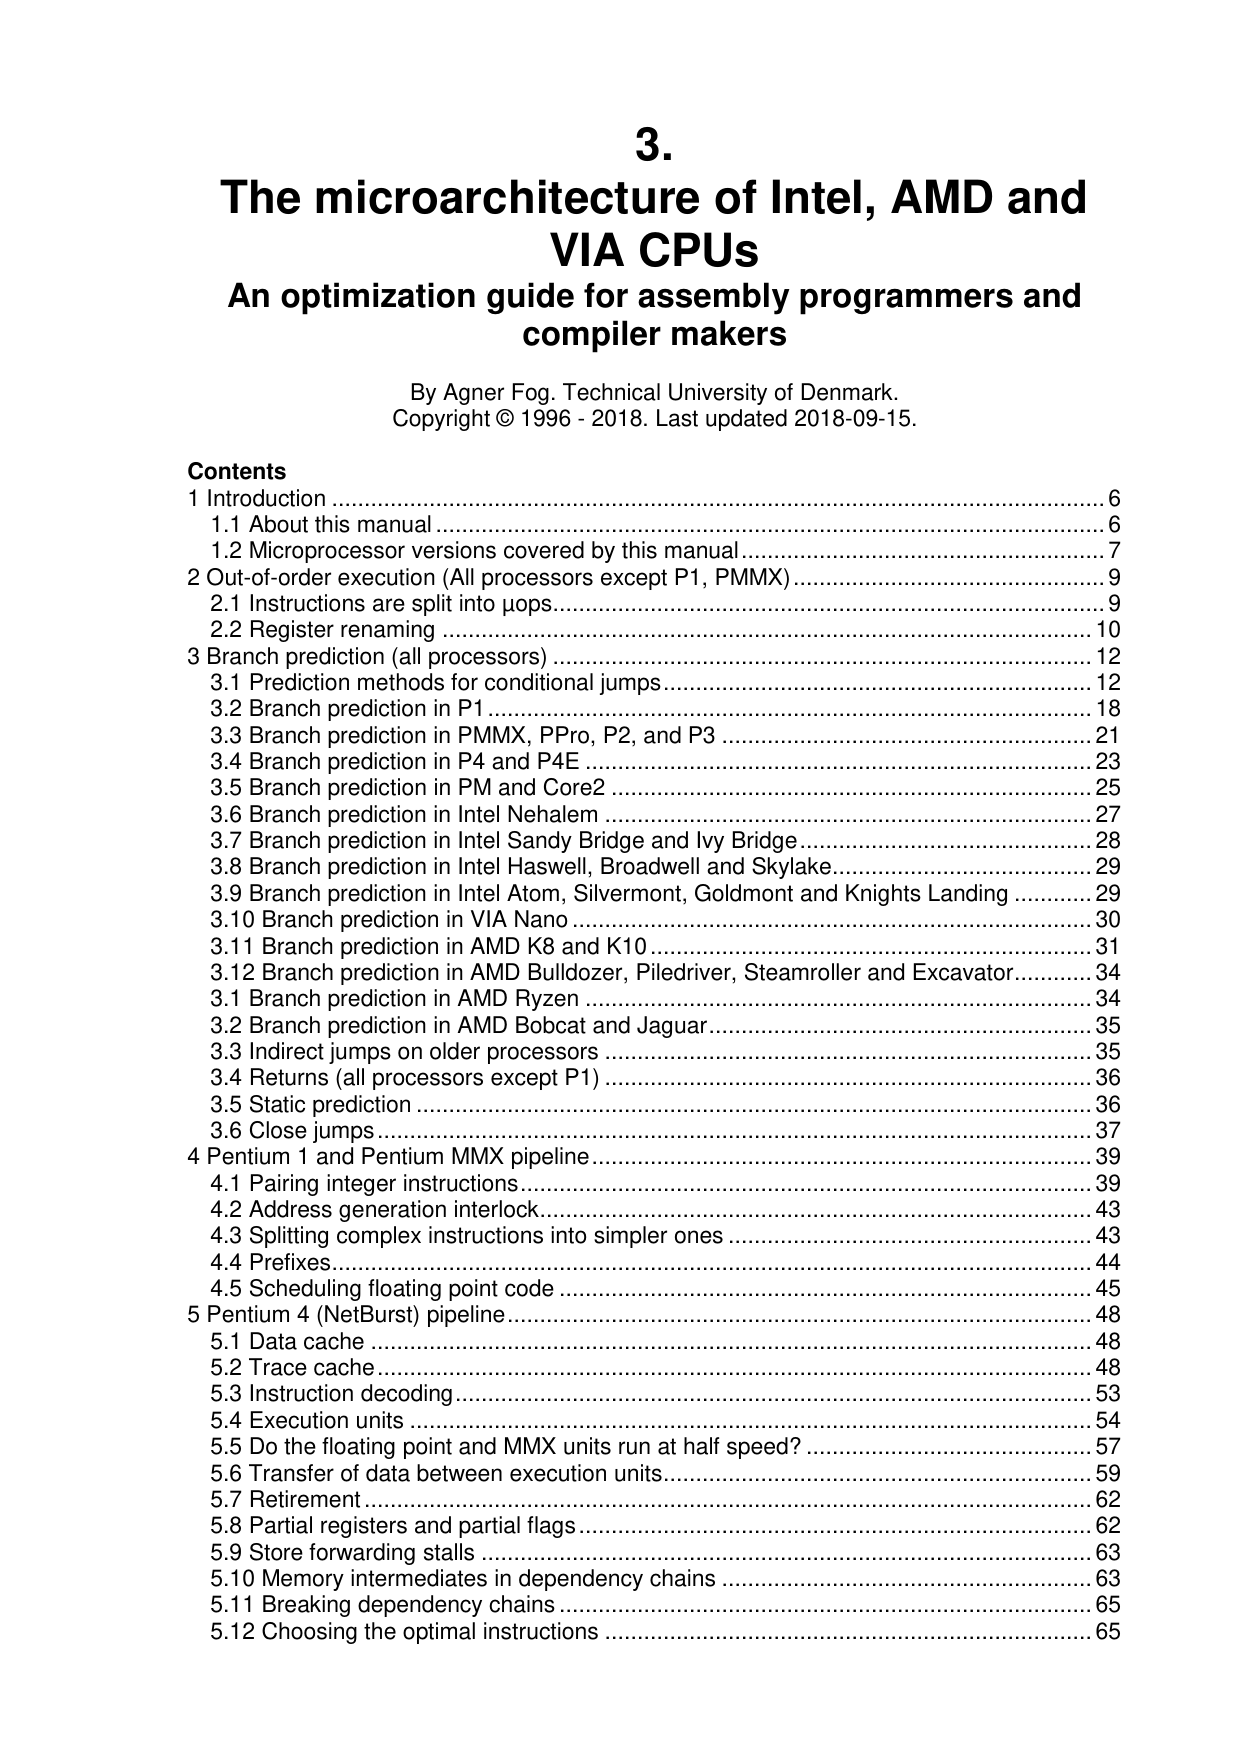 3.
The microarchitecture of Intel, AMD and
VIA CPUs
An optimization guide for assembly programmers and
compiler makers
By Agner Fog. Technical University of Denmark.
Copyright © 1996 - 2018. Last updated 2018-09-15.
Contents
1 Introduction ....................................................................................................................... 6
1.1 About this manual ....................................................................................................... 6
1.2 Microprocessor versions covered by this manual........................................................ 7
2 Out-of-order execution (All processors except P1, PMMX)................................................ 9
2.1 Instructions are split into µops..................................................................................... 9
2.2 Register renaming .................................................................................................... 10
3 Branch prediction (all processors) ................................................................................... 12
3.1 Prediction methods for conditional jumps.................................................................. 12
3.2 Branch prediction in P1............................................................................................. 18
3.3 Branch prediction in PMMX, PPro, P2, and P3 ......................................................... 21
3.4 Branch prediction in P4 and P4E .............................................................................. 23
3.5 Branch prediction in PM and Core2 .......................................................................... 25
3.6 Branch prediction in Intel Nehalem ........................................................................... 27
3.7 Branch prediction in Intel Sandy Bridge and Ivy Bridge............................................. 28
3.8 Branch prediction in Intel Haswell, Broadwell and Skylake........................................ 29
3.9 Branch prediction in Intel Atom, Silvermont, Goldmont and Knights Landing ............ 29
3.10 Branch prediction in VIA Nano ................................................................................ 30
3.11 Branch prediction in AMD K8 and K10.................................................................... 31
3.12 Branch prediction in AMD Bulldozer, Piledriver, Steamroller and Excavator............ 34
3.1 Branch prediction in AMD Ryzen .............................................................................. 34
3.2 Branch prediction in AMD Bobcat and Jaguar........................................................... 35
3.3 Indirect jumps on older processors ........................................................................... 35
3.4 Returns (all processors except P1) ........................................................................... 36
3.5 Static prediction ........................................................................................................ 36
3.6 Close jumps.............................................................................................................. 37
4 Pentium 1 and Pentium MMX pipeline............................................................................. 39
4.1 Pairing integer instructions........................................................................................ 39
4.2 Address generation interlock..................................................................................... 43
4.3 Splitting complex instructions into simpler ones ........................................................ 43
4.4 Prefixes..................................................................................................................... 44
4.5 Scheduling floating point code .................................................................................. 45
5 Pentium 4 (NetBurst) pipeline.......................................................................................... 48
5.1 Data cache ............................................................................................................... 48
5.2 Trace cache.............................................................................................................. 48
5.3 Instruction decoding.................................................................................................. 53
5.4 Execution units ......................................................................................................... 54
5.5 Do the floating point and MMX units run at half speed? ............................................ 57
5.6 Transfer of data between execution units.................................................................. 59
5.7 Retirement ................................................................................................................ 62
5.8 Partial registers and partial flags............................................................................... 62
5.9 Store forwarding stalls .............................................................................................. 63
5.10 Memory intermediates in dependency chains ......................................................... 63
5.11 Breaking dependency chains .................................................................................. 65
5.12 Choosing the optimal instructions ........................................................................... 65